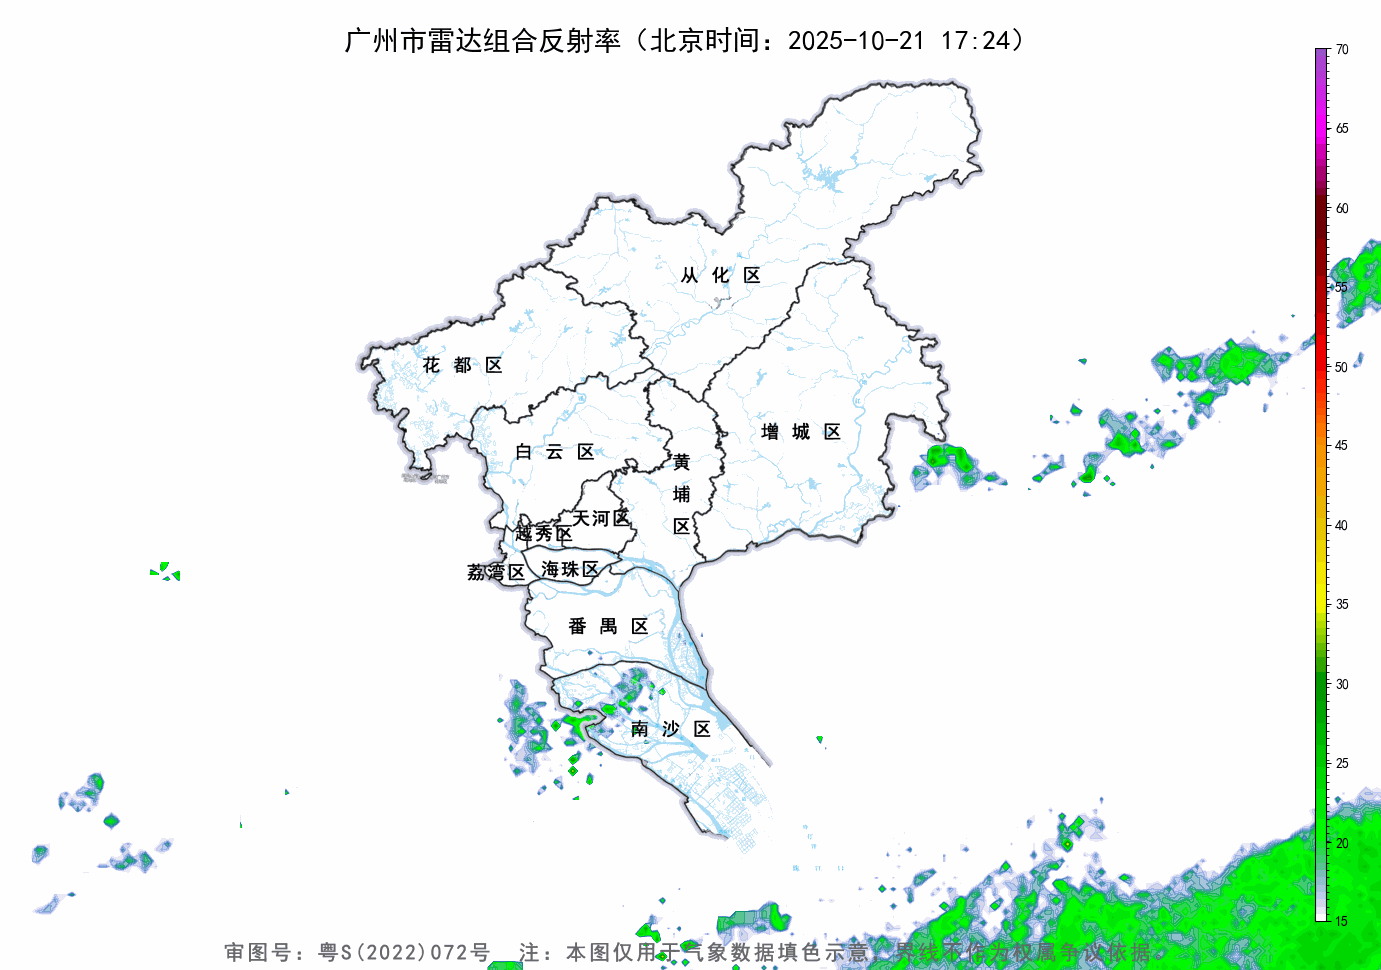 广州市雷达组合反射率（北京时间：2025-10-21 17:24）
70
65
60
55
50
45
40
35
30
25
20
15
从化区
花都区
增城区
白云区
黄埔区
天河区
越秀区
荔湾区
海珠区
番禺区
南沙区
审图号：粤S(2022)072号 注：本图仅用于气象数据填色示意，界线不作为权属争议依据。